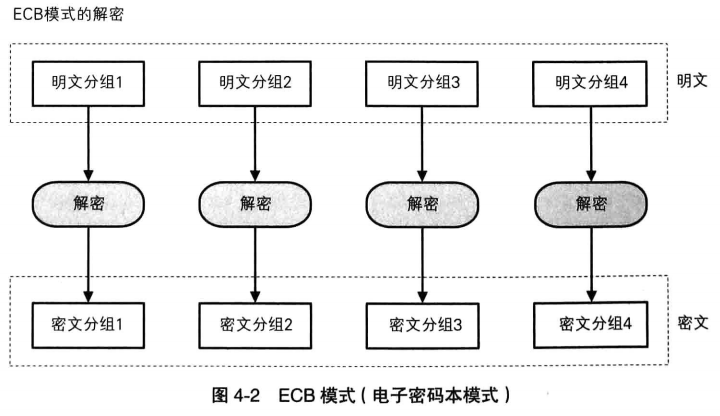 ECB模式的解密
明文分组1 明文分组2 明文分组3 明文分组4 明文
解密 解密 解密 解密
密文分组1 密文分组2 密文分组3 密文分组4 密文
图 4-2 ECB 模式（电子密码本模式）